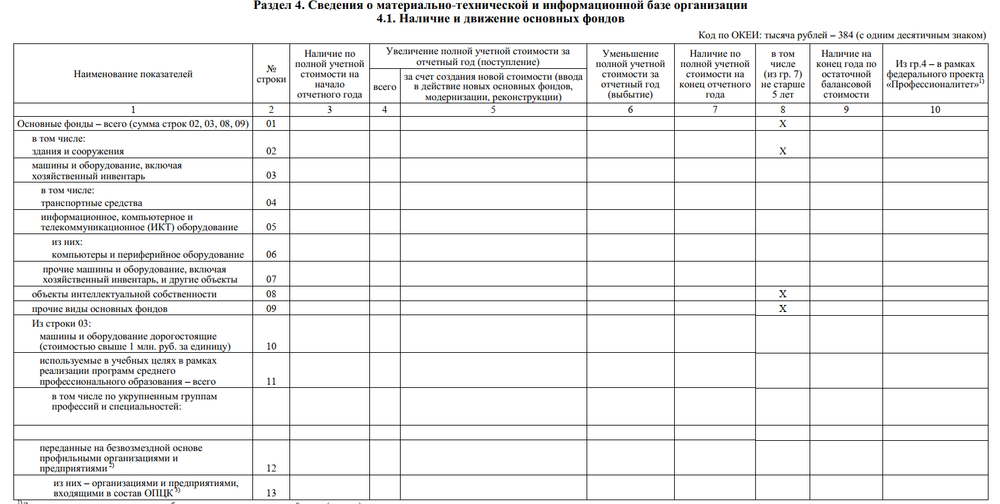 Раздел 4. Сведения о материально-технической и информационной базе организации
4.1. Наличие и движение основных фондов
Код по ОКЕИ: тысяча рублей – 384 (с одним десятичным знаком)
Наименование показателей
№
строки
Наличие по
полной учетной
стоимости на
начало
отчетного года
Увеличение полной учетной стоимости за
отчетный год (поступление)
всего
за счет создания новой стоимости (ввода
в действие новых основных фондов,
модернизации, реконструкции)
Уменьшение
полной учетной
стоимости за
отчетный год
(выбытие)
Наличие по
полной учетной
стоимости на
конец отчетного
года
в том
числе
(из гр. 7)
не старше
5 лет
Наличие на
конец года по
остаточной
балансовой
стоимости
Из гр.4 – в рамках
федерального проекта
«Профессионалитет»1)
1 2 3 4 5 6 7 8 9 10
Основные фонды – всего (сумма строк 02, 03, 08, 09) 01 X
в том числе:
здания и сооружения 02 X
машины и оборудование, включая
хозяйственный инвентарь 03
в том числе:
транспортные средства 04
информационное, компьютерное и
телекоммуникационное (ИКТ) оборудование 05
из них:
компьютеры и периферийное оборудование 06
прочие машины и оборудование, включая
хозяйственный инвентарь, и другие объекты 07
объекты интеллектуальной собственности 08 X
прочие виды основных фондов 09 X
Из строки 03:
машины и оборудование дорогостоящие
(стоимостью свыше 1 млн. руб. за единицу) 10
используемые в учебных целях в рамках
реализации программ среднего
профессионального образования – всего 11
в том числе по укрупненным группам
профессий и специальностей:
переданные на безвозмездной основе
профильными организациями и
предприятиями 2) 12
из них – организациями и предприятиями,
входящими в состав ОПЦК 3) 13
1)